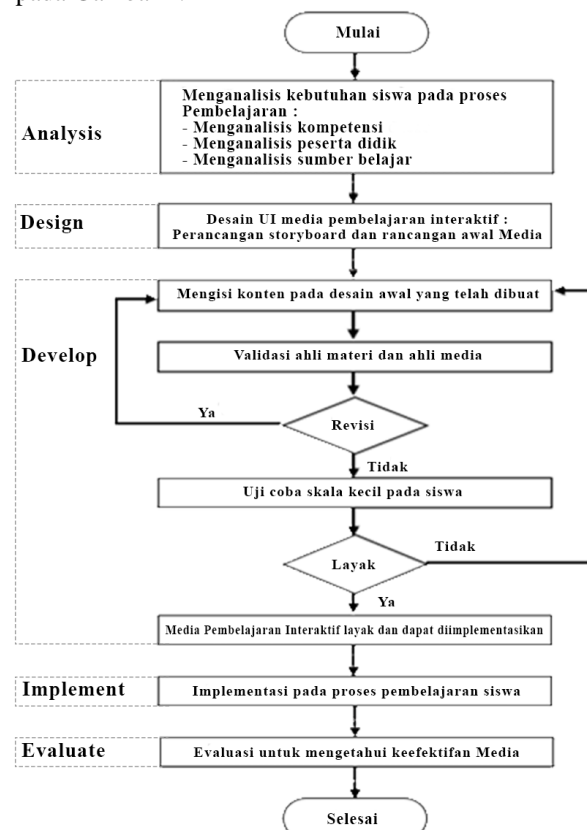 Mulai
Menganalisis kebutuhan siswa pada proses
Pembelajaran :
- Menganalisis kompetensi
- Menganalisis peserta didik
- Menganalisis sumber belajar
Analysis
Design
Desain UI media pembelajaran interaktif :
Perancangan storyboard dan rancangan awal Media
Mengisi konten pada desain awal yang telah dibuat
Develop
Validasi ahli materi dan ahli media
Ya
Revisi
Tidak
Uji coba skala kecil pada siswa
Layak
Tidak
Ya
Media Pembelajaran Interaktif layak dan dapat diimplementasikan
Implement
Implementasi pada proses pembelajaran siswa
Evaluate
Evaluasi untuk mengetahui keefektifan Media
Selesai